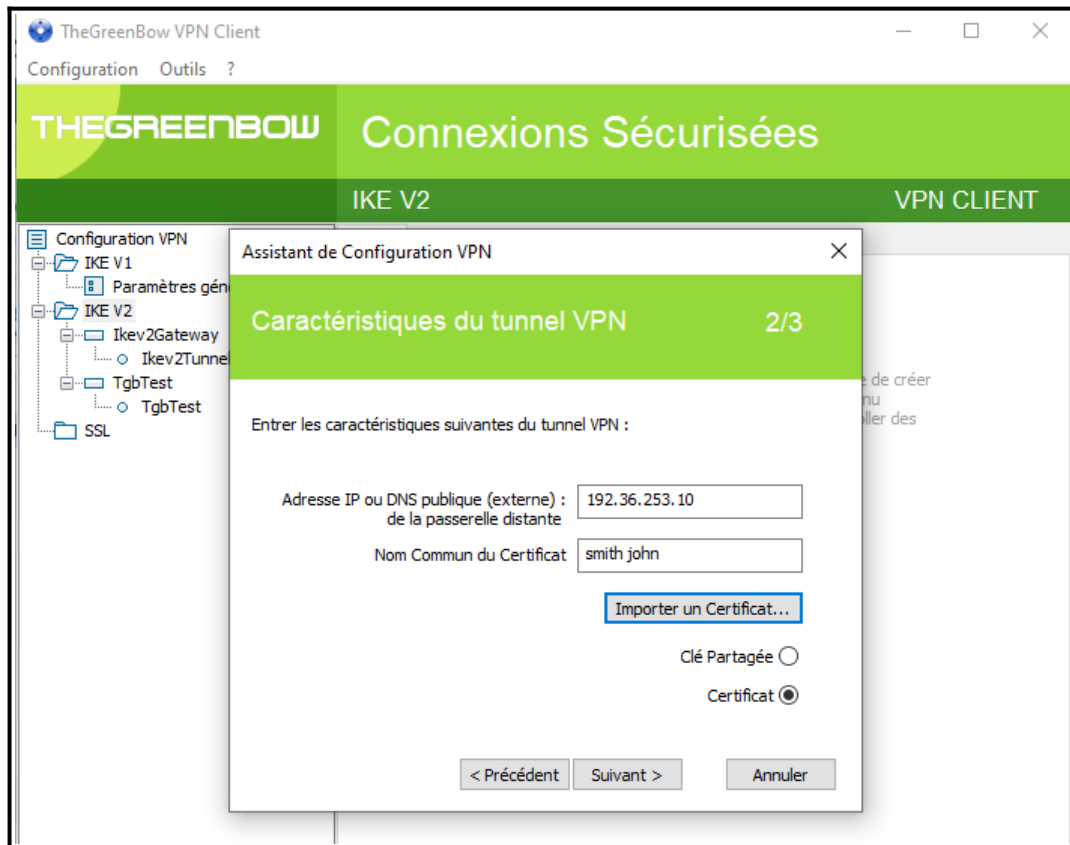 TheGreenBow VPN Client
Configuration Outils ?
THEGREENBOW
Connexions Sécurisées
IKE V2
VPN CLIENT
Configuration VPN
IKE V1
Paramètres géné
IKE V2
Ikev2Gateway
Ikev2Tunnel
TgbTest
TgbTest
SSL
Assistant de Configuration VPN
Caractéristiques du tunnel VPN 2/3
Entrer les caractéristiques suivantes du tunnel VPN :
Adresse IP ou DNS publique (externe) : 192.36.253.10
de la passerelle distante
Nom Commun du Certificat smith john
Importer un Certificat...
Clé Partagée
Certificat
< Précédent Suivant > Annuler
de créer
nu
ller des